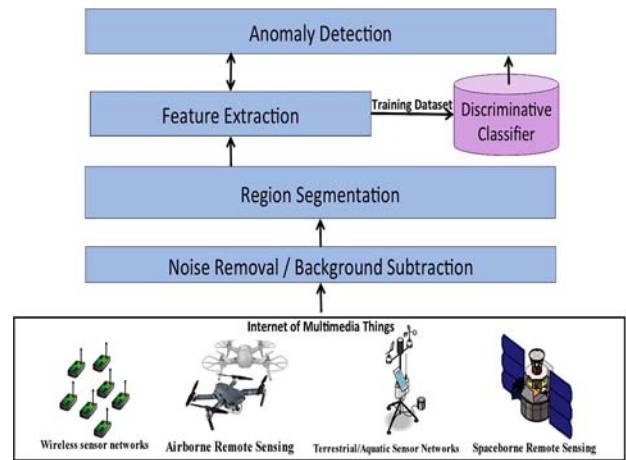 Anomaly Detection
Feature Extraction
Training Dataset
Discriminative
Classifier
Region Segmentation
Noise Removal / Background Subtraction
Internet of Multimedia Things
Wireless sensor networks
Airborne Remote Sensing
Terrestrial/Aquatic Sensor Networks
Spaceborne Remote Sensing